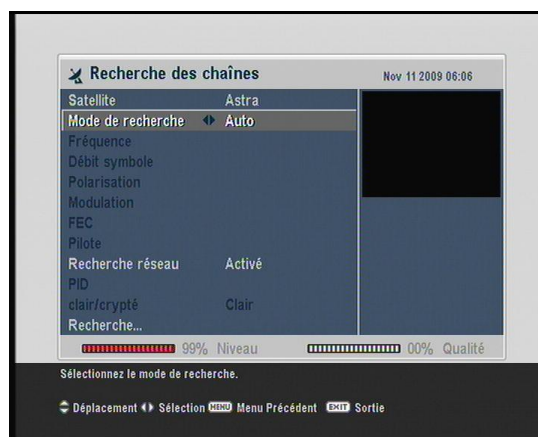 Recherche des chaînes
Nov 11 2009 06:06
Satellite Astra
Mode de recherche Auto
Fréquence
Débit symbole
Polarisation
Modulation
FEC
Pilote
Recherche réseau Activé
PID
clair/crypté Clair
Recherche...
99% Niveau 00% Qualité
Sélectionnez le mode de recherche.
Déplacement Sélection MENU Menu Précédent EXIT Sortie